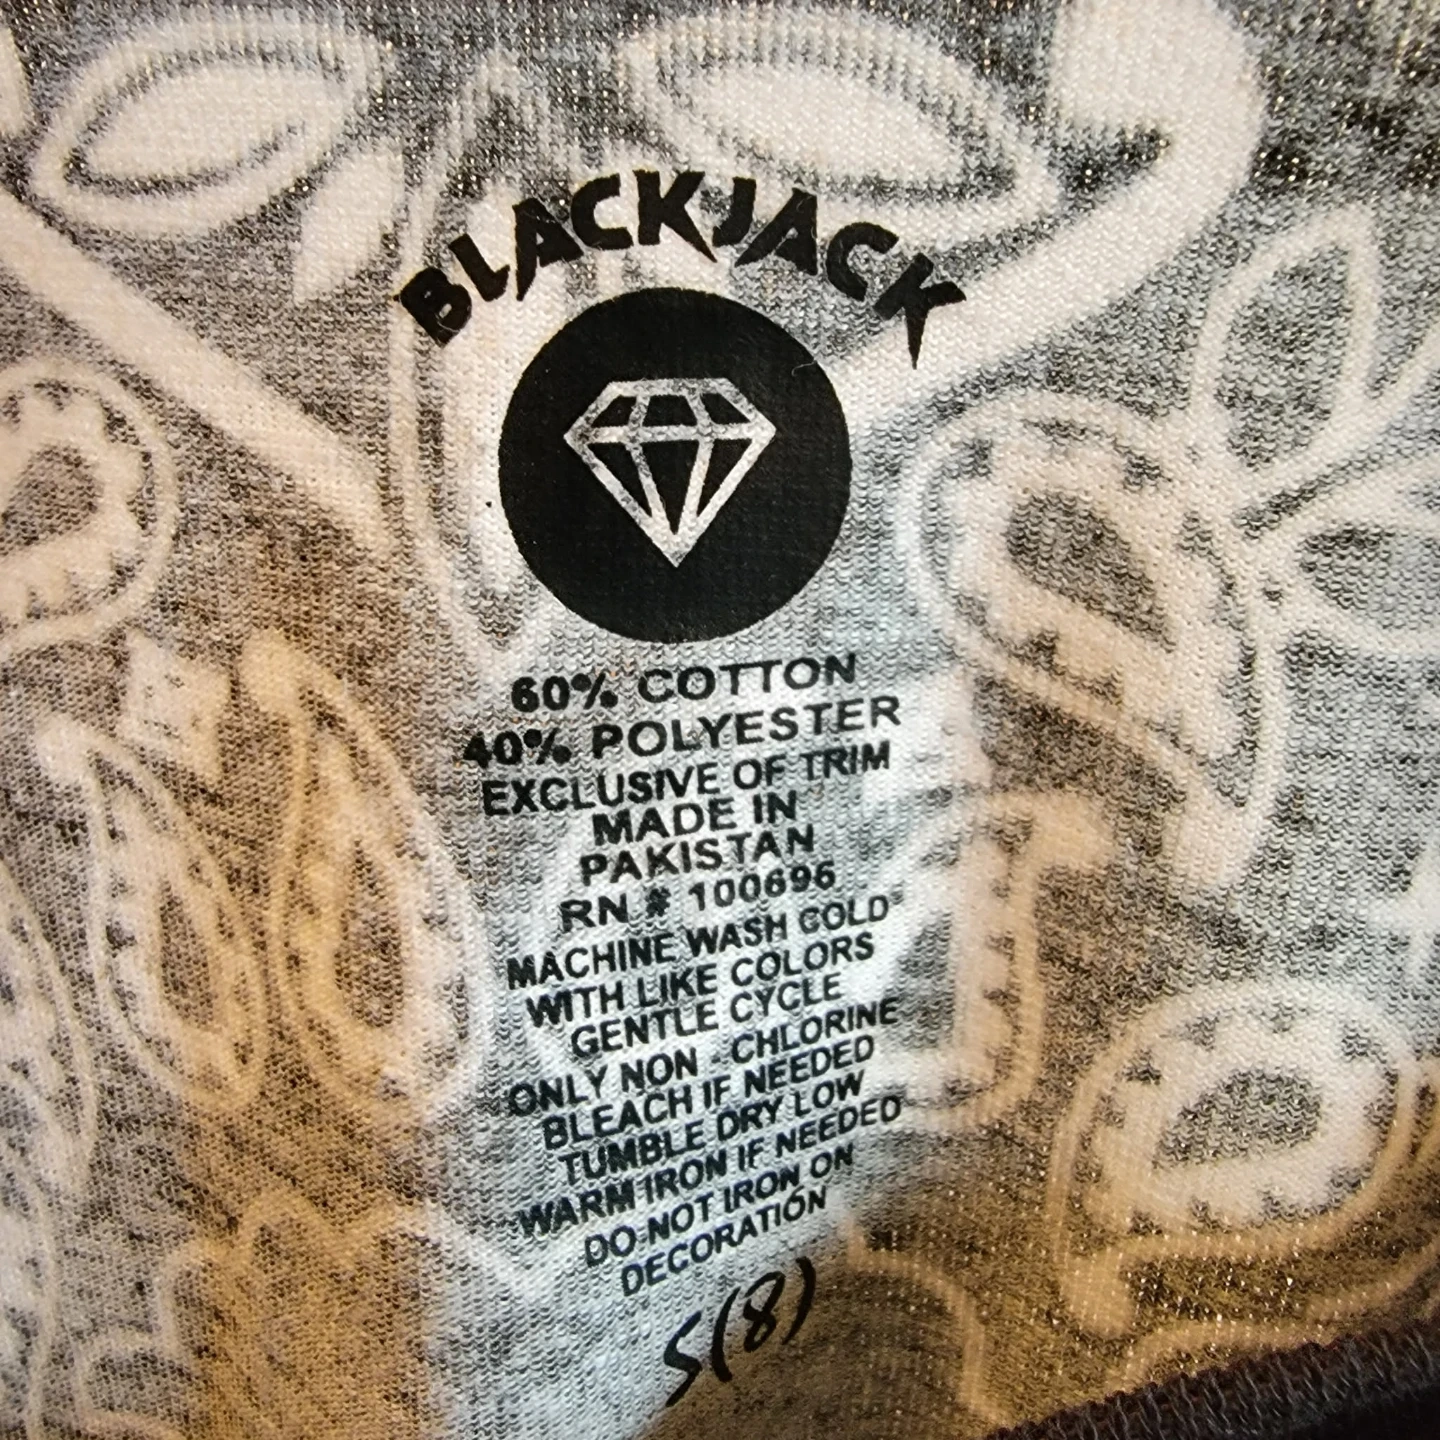 BLACKJACK
60% COTTON
40% POLYESTER
EXCLUSIVE OF TRIM
MADE IN
PAKISTAN
RN # 100696
MACHINE WASH COLD
WITH LIKE COLORS
GENTLE CYCLE
ONLY NON - CHLORINE
BLEACH IF NEEDED
TUMBLE DRY LOW
WARM IRON IF NEEDED
DO NOT IRON ON
DECORATION
S(8)